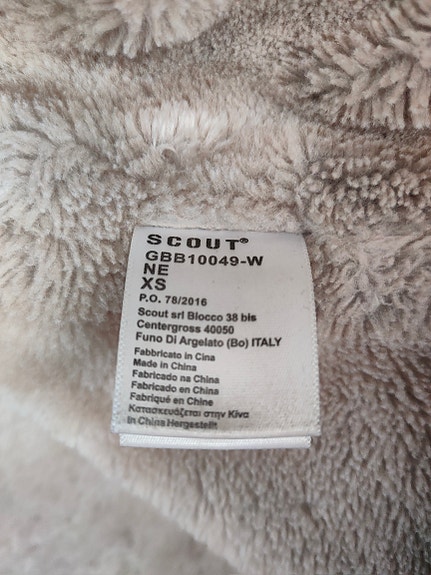 SCOUT®
GBB10049-W
NE
XS
P.O. 78/2016
Scout srl Blocco 38 bis
Centergross 40050
Funo Di Argelato (Bo) ITALY
Fabbricato in Cina
Made in China
Fabricado na China
Fabricado en China
Fabriqué en Chine
Κατασκευάζεται στην Κίνα
In China Hergestellt